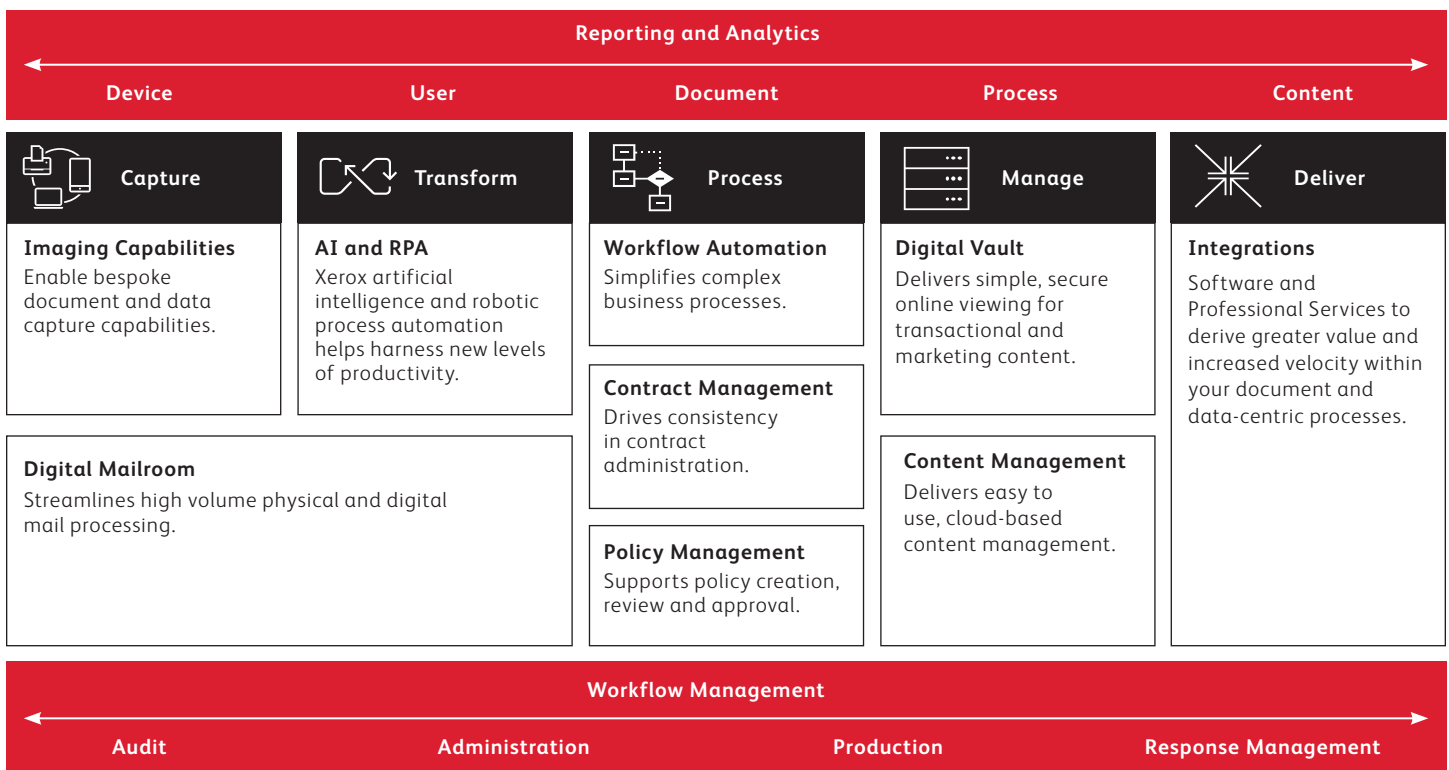 Reporting and Analytics
Device User Document Process Content
Capture
Transform
Process
Manage
Deliver
Imaging Capabilities
Enable bespoke
document and data
capture capabilities.
AI and RPA
Xerox artificial
intelligence and robotic
process automation
helps harness new levels
of productivity.
Digital Mailroom
Streamlines high volume physical and digital
mail processing.
Workflow Automation
Simplifies complex
business processes.
Contract Management
Drives consistency
in contract
administration.
Policy Management
Supports policy creation,
review and approval.
Digital Vault
Delivers simple, secure
online viewing for
transactional and
marketing content.
Content Management
Delivers easy to
use, cloud-based
content management.
Integrations
Software and
Professional Services to
derive greater value and
increased velocity within
your document and
data-centric processes.
Workflow Management
Audit Administration Production Response Management